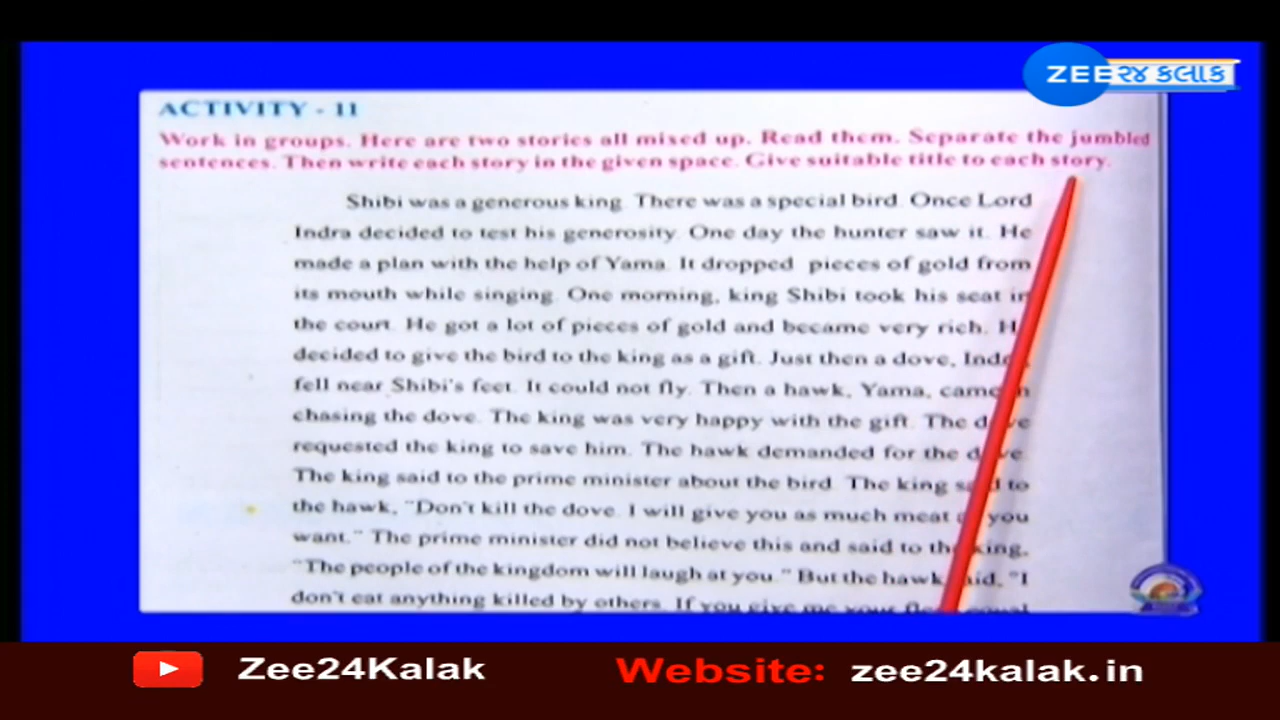 ZEE ૨૪ કલાક
ACTIVITY - 11
Work in groups. Here are two stories all mixed up. Read them. Separate the jumbled
sentences. Then write each story in the given space. Give suitable title to each story.
Shibi was a generous king. There was a special bird. Once Lord
Indra decided to test his generosity. One day the hunter saw it. He
made a plan with the help of Yama. It dropped pieces of gold from
its mouth while singing. One morning, king Shibi took his seat in
the court. He got a lot of pieces of gold and became very rich. H
decided to give the bird to the king as a gift. Just then a dove,
fell near Shibi's feet. It could not fly. Then a hawk, Yama,
chasing the dove. The king was very happy with the gift. The
requested the king to save him. The hawk demanded for the
The king said to the prime minister about the bird. The king to
the hawk, "Don't kill the dove. I will give you as much meat you
want." The prime minister did not believe this and said to the king,
"The people of the kingdom will laugh at you." But the hawk "I
don't eat anything killed by others. If you give me your
Zee24Kalak Website: zee24kalak.in